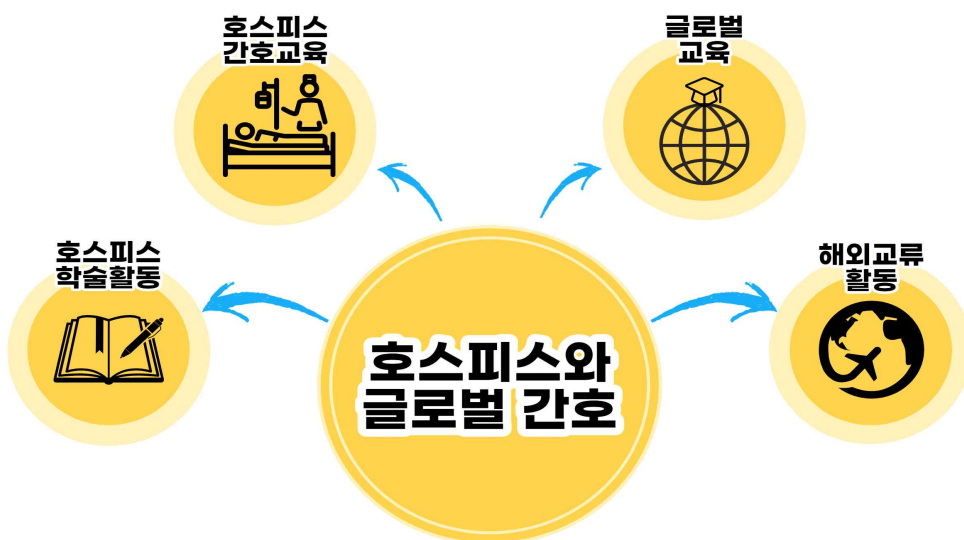 호스피스
간호교육
글로벌
교육
호스피스
학술활동
해외교류
활동
호스피스와
글로벌 간호